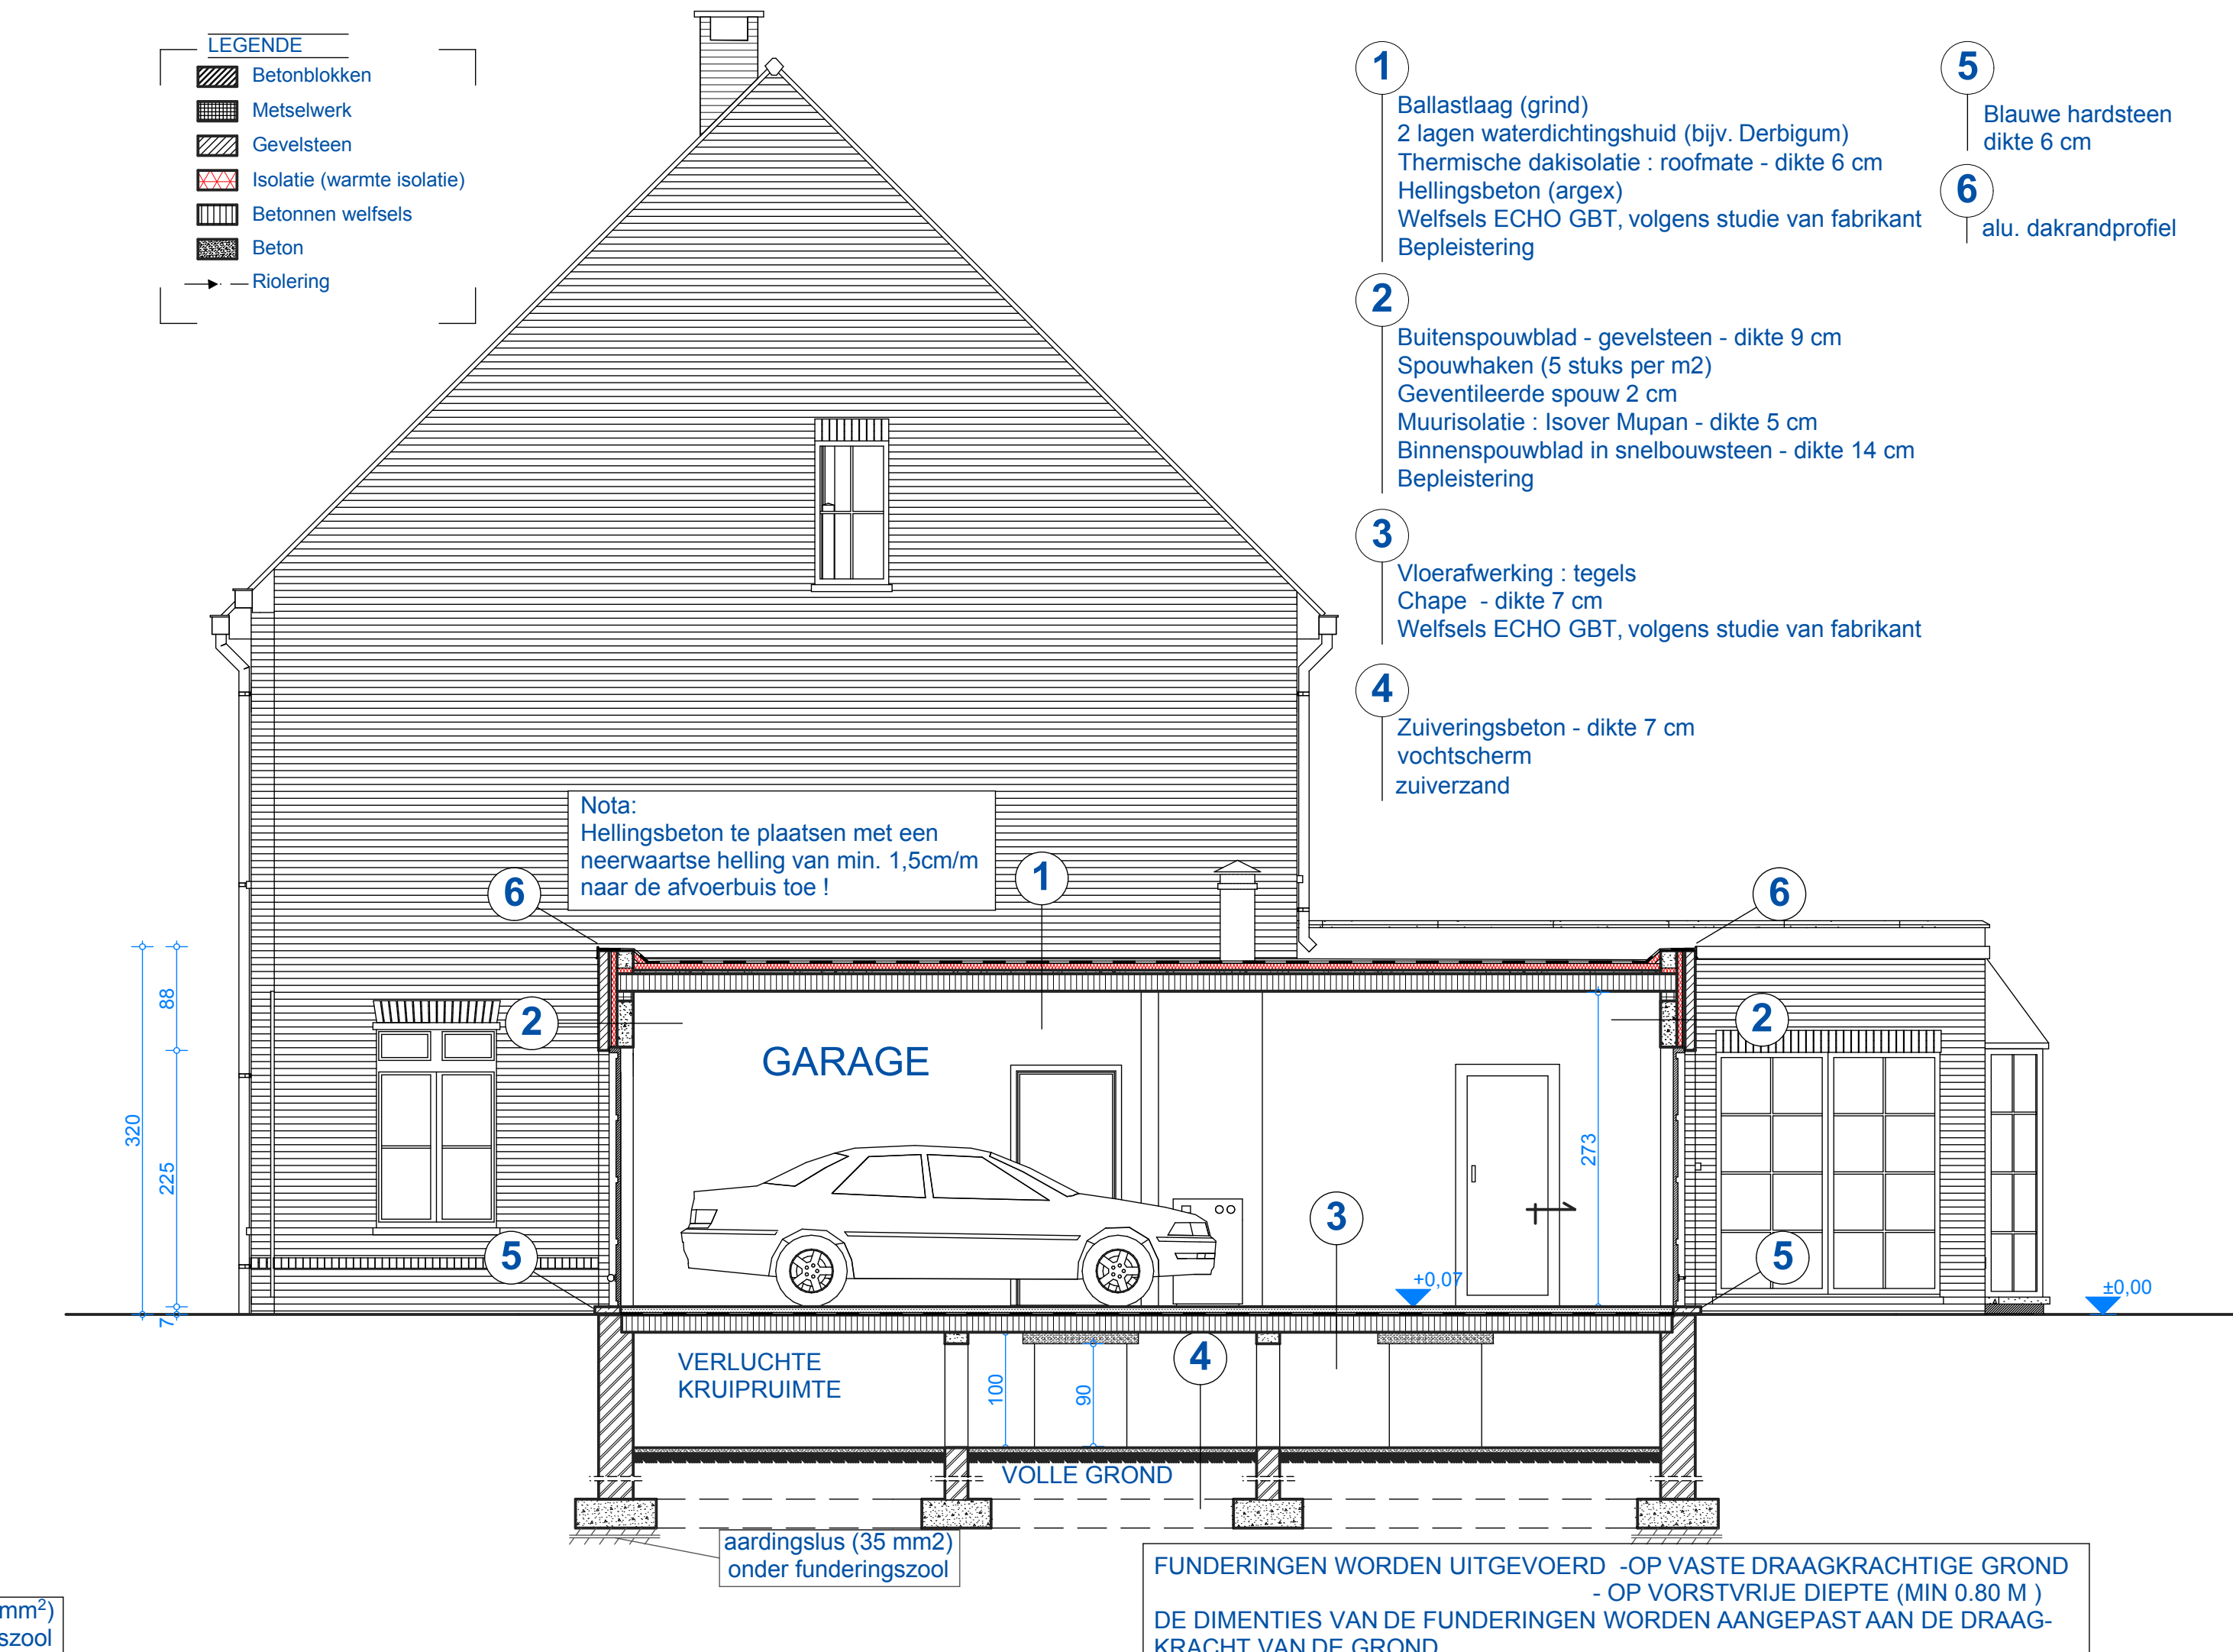 LEGENDE
Betonblokken
Metselwerk
Gevelsteen
Isolatie (warmte isolatie)
Betonnen welfsels
Beton
Riolering
1
Ballastlaag (grind)
2 lagen waterdichtingshuid (bijv. Derbigum)
Thermische dakisolatie : roofmate - dikte 6 cm
Hellingsbeton (argex)
Welfsels ECHO GBT, volgens studie van fabrikant
Bepleistering
2
Buitenspouwblad - gevelsteen - dikte 9 cm
Spouwhaken (5 stuks per m2)
Geventileerde spouw 2 cm
Muurisolatie : Isover Mupan - dikte 5 cm
Binnenspouwblad in snelbouwsteen - dikte 14 cm
Bepleistering
3
Vloerafwerking : tegels
Chape - dikte 7 cm
Welfsels ECHO GBT, volgens studie van fabrikant
4
Zuiveringsbeton - dikte 7 cm
vochtscherm
zuiverzand
5
Blauwe hardsteen
dikte 6 cm
6
alu. dakrandprofiel
Nota:
Hellingsbeton te plaatsen met een
neerwaartse helling van min. 1,5cm/m
naar de afvoerbuis toe !
6
1
6
2
2
GARAGE
88
320
225
7
273
3
5
5
+0,07
±0,00
VERLUCHTE
KRUIPRUIMTE
100
90
4
VOLLE GROND
aardingslus (35 mm2)
onder funderingszool
FUNDERINGEN WORDEN UITGEVOERD -OP VASTE DRAAGKRACHTIGE GROND
- OP VORSTVRIJE DIEPTE (MIN 0.80 M )
DE DIMENTIES VAN DE FUNDERINGEN WORDEN AANGEPAST AAN DE DRAAG-
KRACHT VAN DE GROND
mm²)
szool